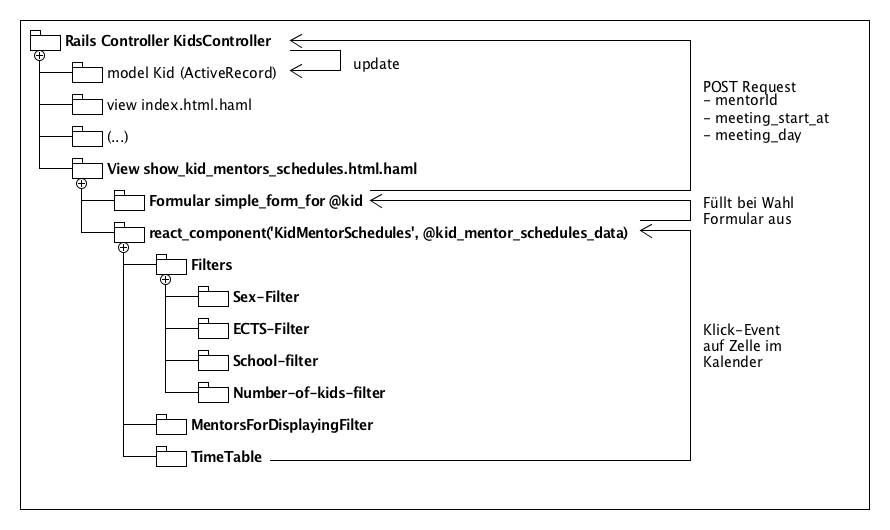 Rails Controller KidsController
update
model Kid (ActiveRecord)
POST Request
- mentorId
- meeting_start_at
- meeting_day
view index.html.haml
(...)
View show_kid_mentors_schedules.html.haml
Formular simple_form_for @kid
Füllt bei Wahl
Formular aus
react_component('KidMentorSchedules', @kid_mentor_schedules_data)
Filters
Sex-Filter
ECTS-Filter
School-filter
Number-of-kids-filter
Klick-Event
auf Zelle im
Kalender
MentorsForDisplayingFilter
TimeTable